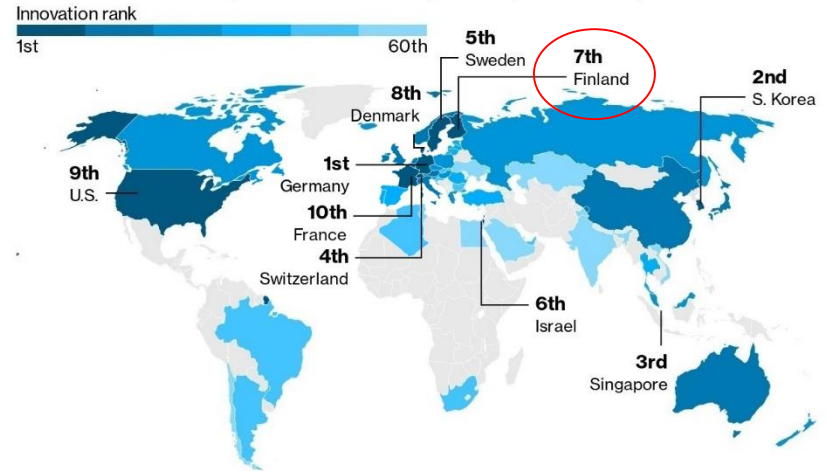 Innovation rank
1st
60th
5th
Sweden
7th
Finland
2nd
S. Korea
8th
Denmark
1st
Germany
9th
U.S.
10th
France
4th
Switzerland
6th
Israel
3rd
Singapore